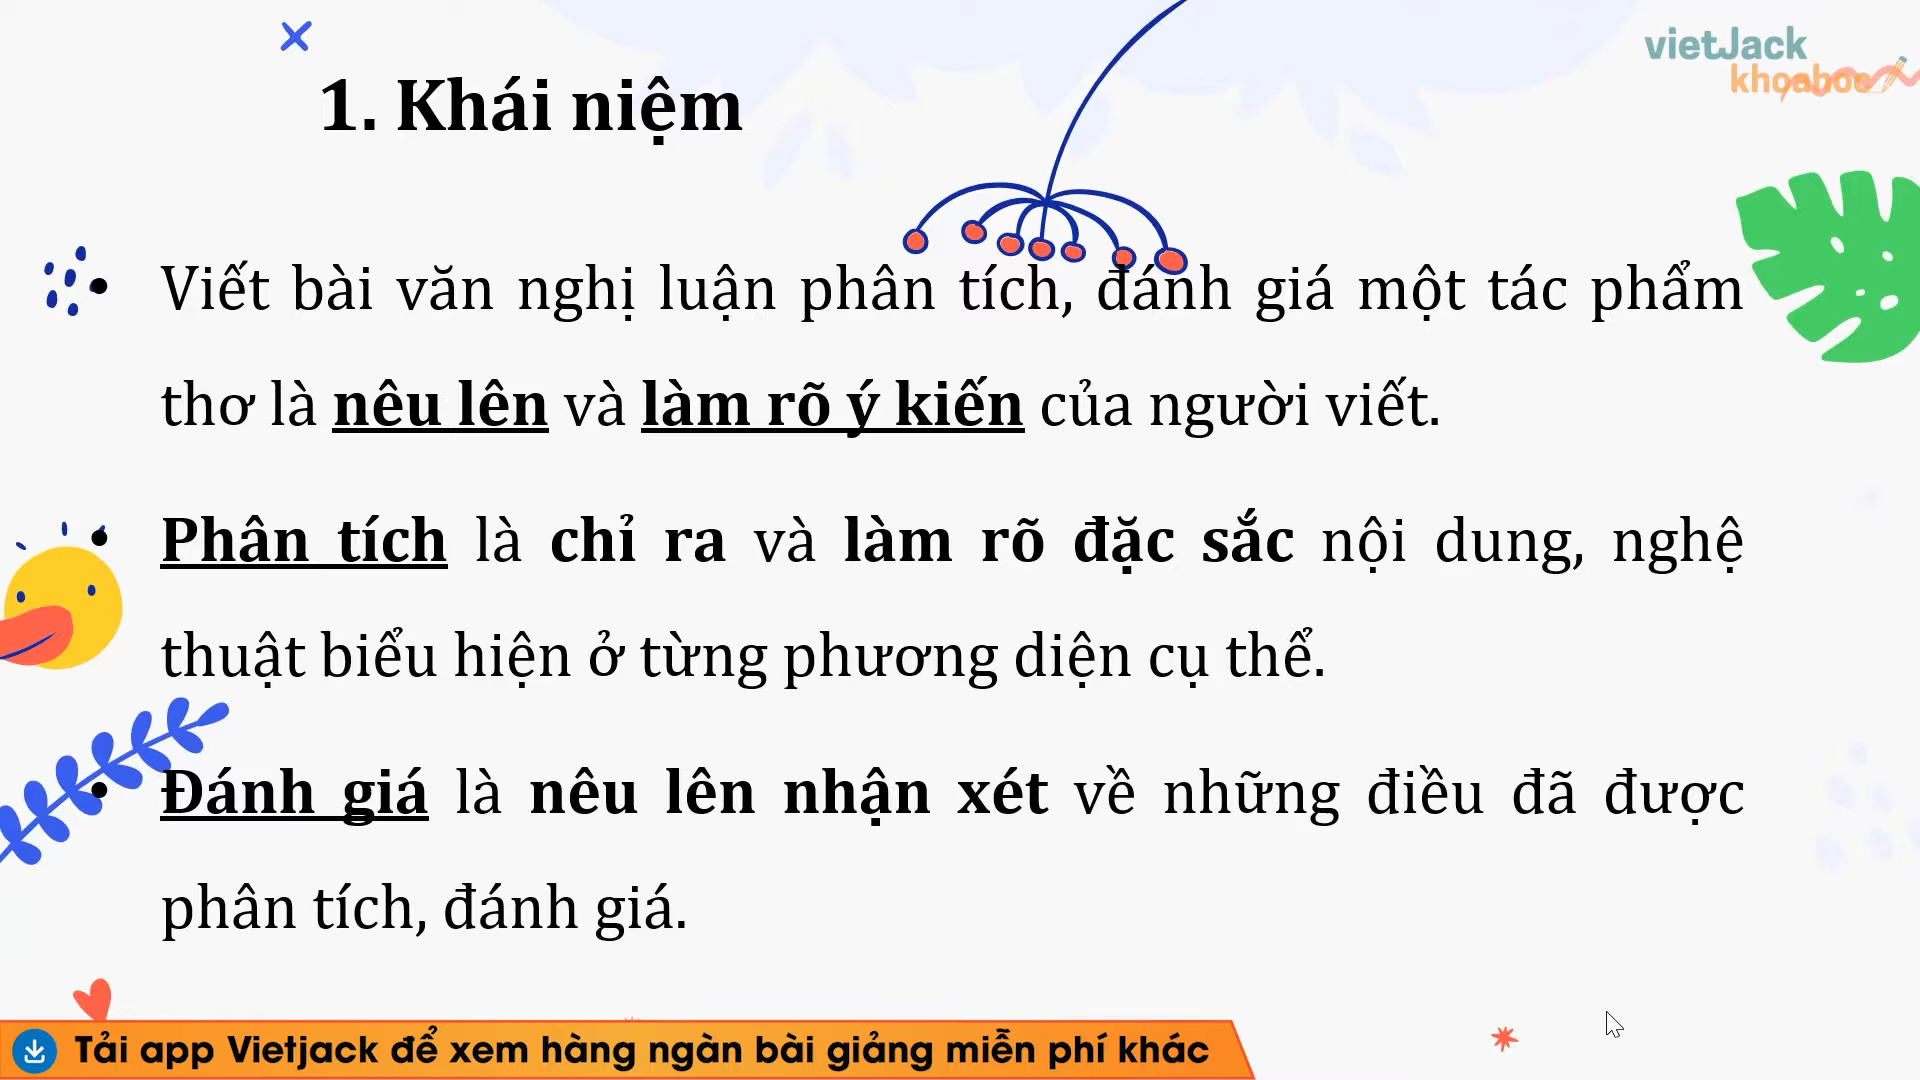 vietJack
khoahoc
1. Khái niệm
• Viết bài văn nghị luận phân tích, đánh giá một tác phẩm
thơ là nêu lên và làm rõ ý kiến của người viết.
• Phân tích là chỉ ra và làm rõ đặc sắc nội dung, nghệ
thuật biểu hiện ở từng phương diện cụ thể.
• Đánh giá là nêu lên nhận xét về những điều đã được
phân tích, đánh giá.
Tải app Vietjack để xem hàng ngàn bài giảng miễn phí khác